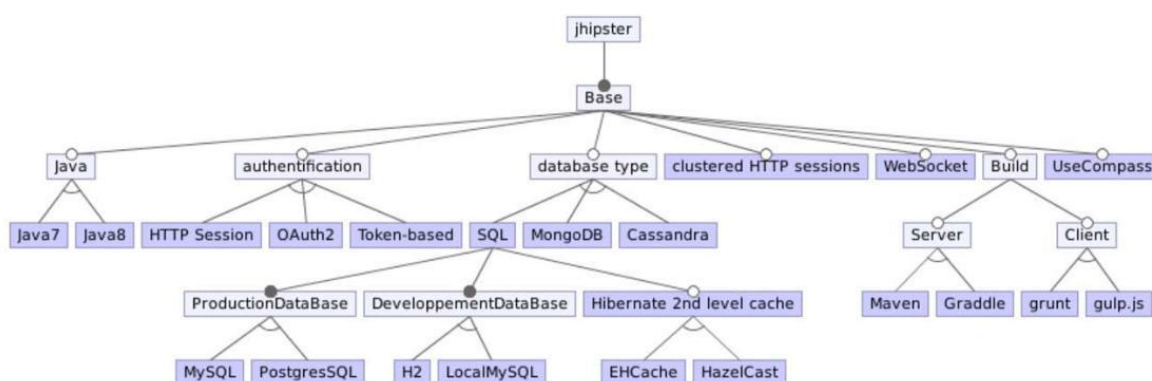 jhipster
Base
Java
authentification
database type
clustered HTTP sessions
WebSocket
Build
UseCompass
Java7
Java8
HTTP Session
OAuth2
Token-based
SQL
MongoDB
Cassandra
Server
Client
ProductionDataBase
DeveloppementDataBase
Hibernate 2nd level cache
Maven
Graddle
grunt
gulp.js
MySQL
PostgresSQL
H2
LocalMySQL
EHCache
HazelCast